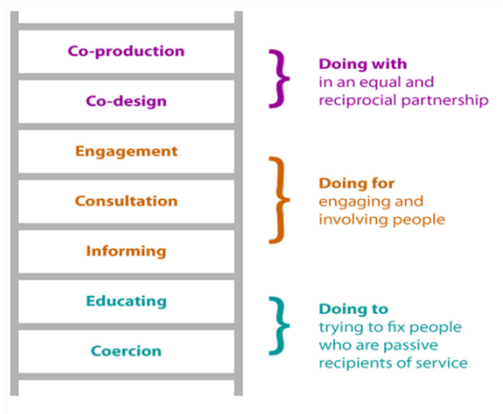 Co-production
Co-design
Engagement
Consultation
Informing
Educating
Coercion
Doing with
in an equal and
reciprocial partnership
Doing for
engaging and
involving people
Doing to
trying to fix people
who are passive
recipients of service